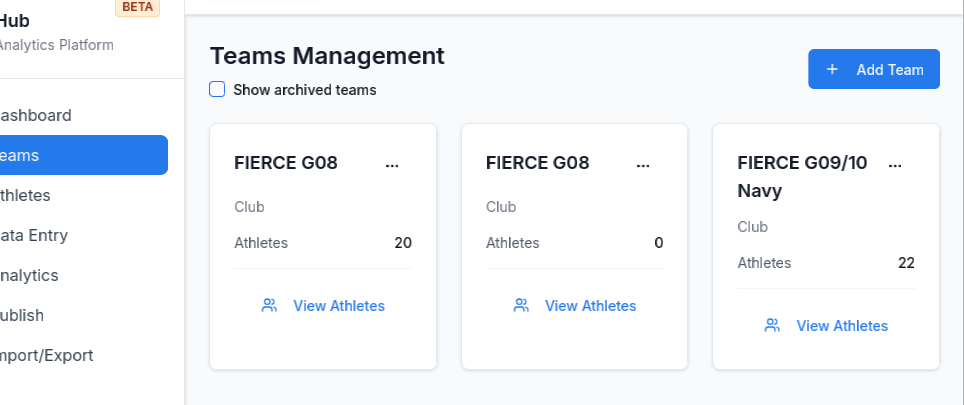 BETA
Hub
Analytics Platform
ashboard
eams
thletes
ata Entry
nalytics
ublish
mport/Export
Teams Management
Show archived teams
+ Add Team
FIERCE G08 ...
Club
Athletes 20
View Athletes
FIERCE G08 ...
Club
Athletes 0
View Athletes
FIERCE G09/10 ...
Navy
Club
Athletes 22
View Athletes